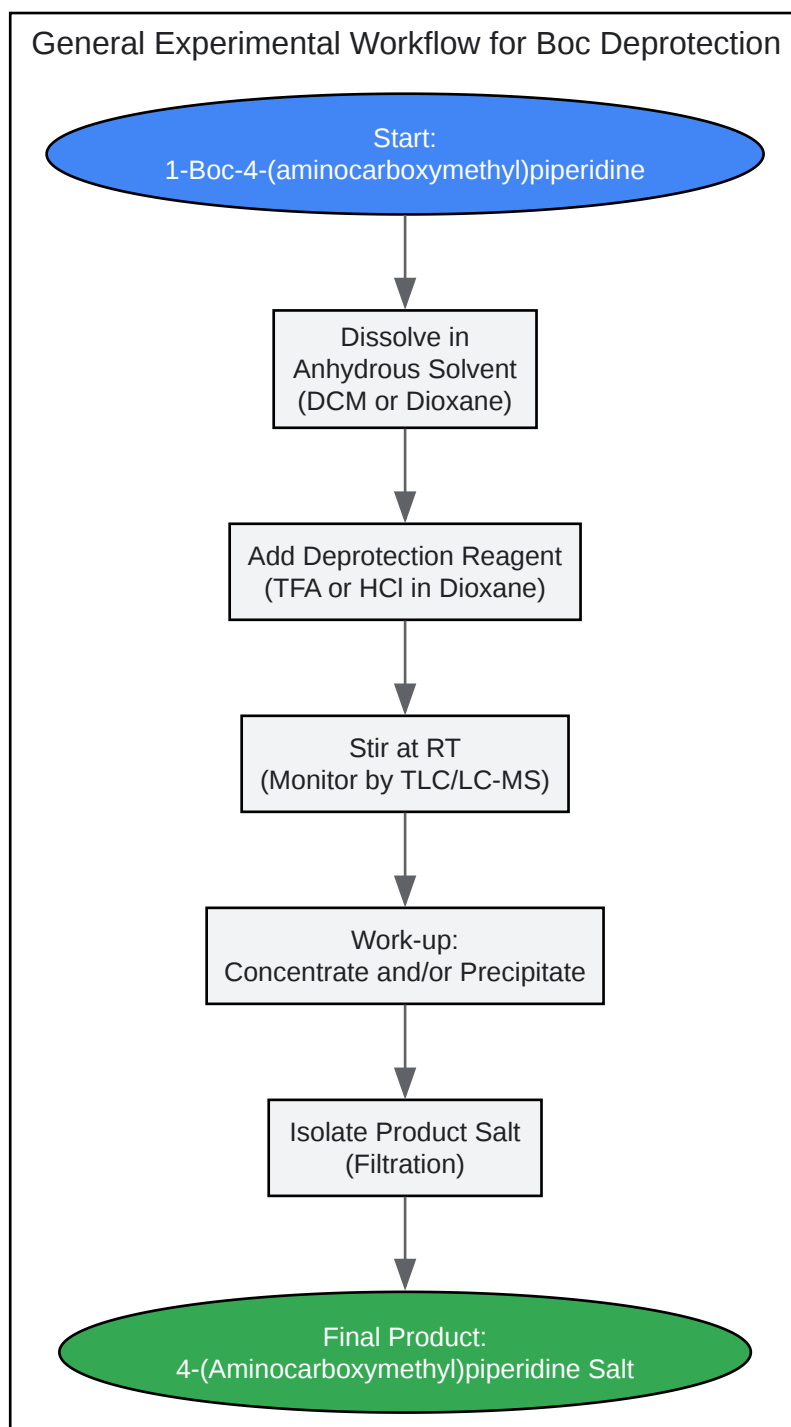 General Experimental Workflow for Boc Deprotection
Start:
1-Boc-4-(aminocarboxymethyl)piperidine
Dissolve in
Anhydrous Solvent
(DCM or Dioxane)
Add Deprotection Reagent
(TFA or HCl in Dioxane)
Stir at RT
(Monitor by TLC/LC-MS)
Work-up:
Concentrate and/or Precipitate
Isolate Product Salt
(Filtration)
Final Product:
4-(Aminocarboxymethyl)piperidine Salt